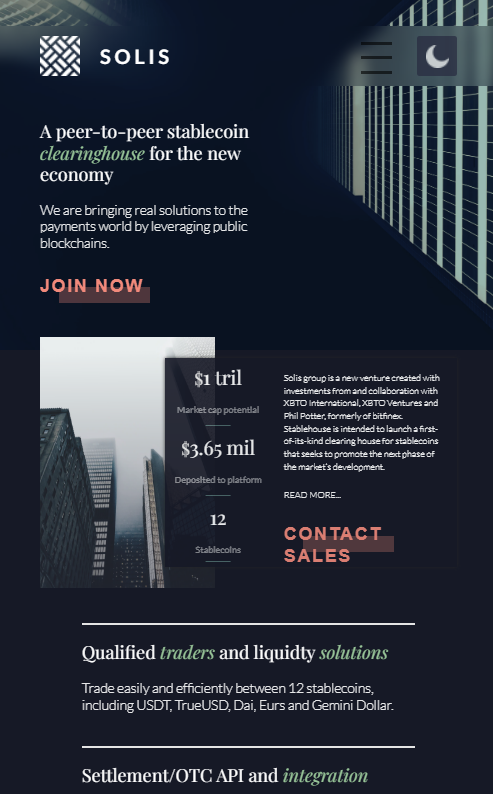 SOLIS
A peer-to-peer stablecoin
clearinghouse for the new
economy
We are bringing real solutions to the
payments world by leveraging public
blockchains.
JOIN NOW
$1 tril
Market cap potential
$3.65 mil
Deposited to platform
12
Stablecoins
Solis group is a new venture created with
investments from and collaboration with
XBTO International, XBTO Ventures and
Phil Potter, formerly of bitfinex.
Stablehouse is intended to launch a first-
of-its-kind clearing house for stablecoins
that seeks to promote the next phase of
the market's development.
READ MORE...
CONTACT
SALES
Qualified traders and liquidty solutions
Trade easily and efficiently between 12 stablecoins,
including USDT, TrueUSD, Dai, Eurs and Gemini Dollar.
Settlement/OTC API and integration